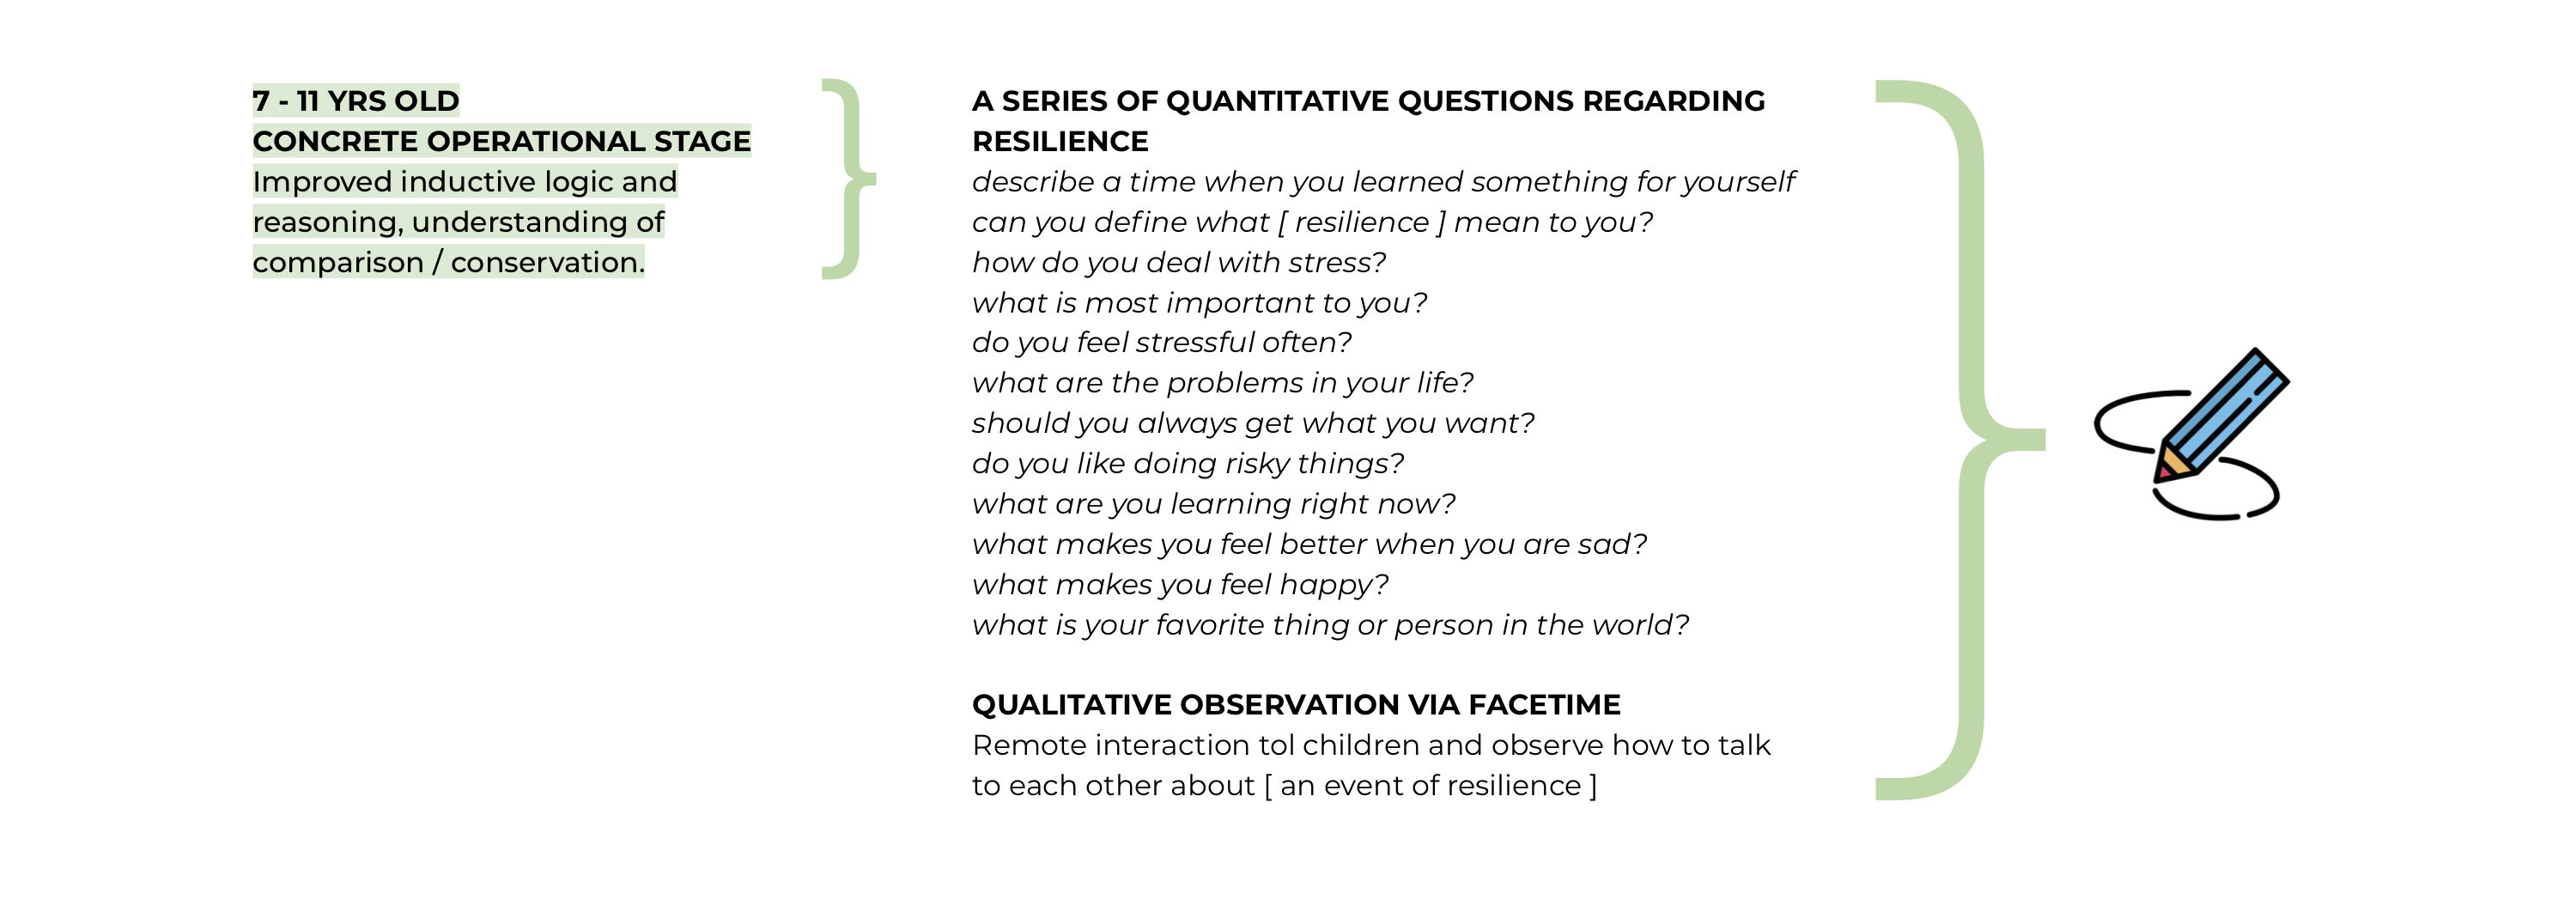 7 - 11 YRS OLD
CONCRETE OPERATIONAL STAGE
Improved inductive logic and
reasoning, understanding of
comparison / conservation.
A SERIES OF QUANTITATIVE QUESTIONS REGARDING
RESILIENCE
describe a time when you learned something for yourself
can you define what [ resilience ] mean to you?
how do you deal with stress?
what is most important to you?
do you feel stressful often?
what are the problems in your life?
should you always get what you want?
do you like doing risky things?
what are you learning right now?
what makes you feel better when you are sad?
what makes you feel happy?
what is your favorite thing or person in the world?
QUALITATIVE OBSERVATION VIA FACETIME
Remote interaction tol children and observe how to talk
to each other about [ an event of resilience ]